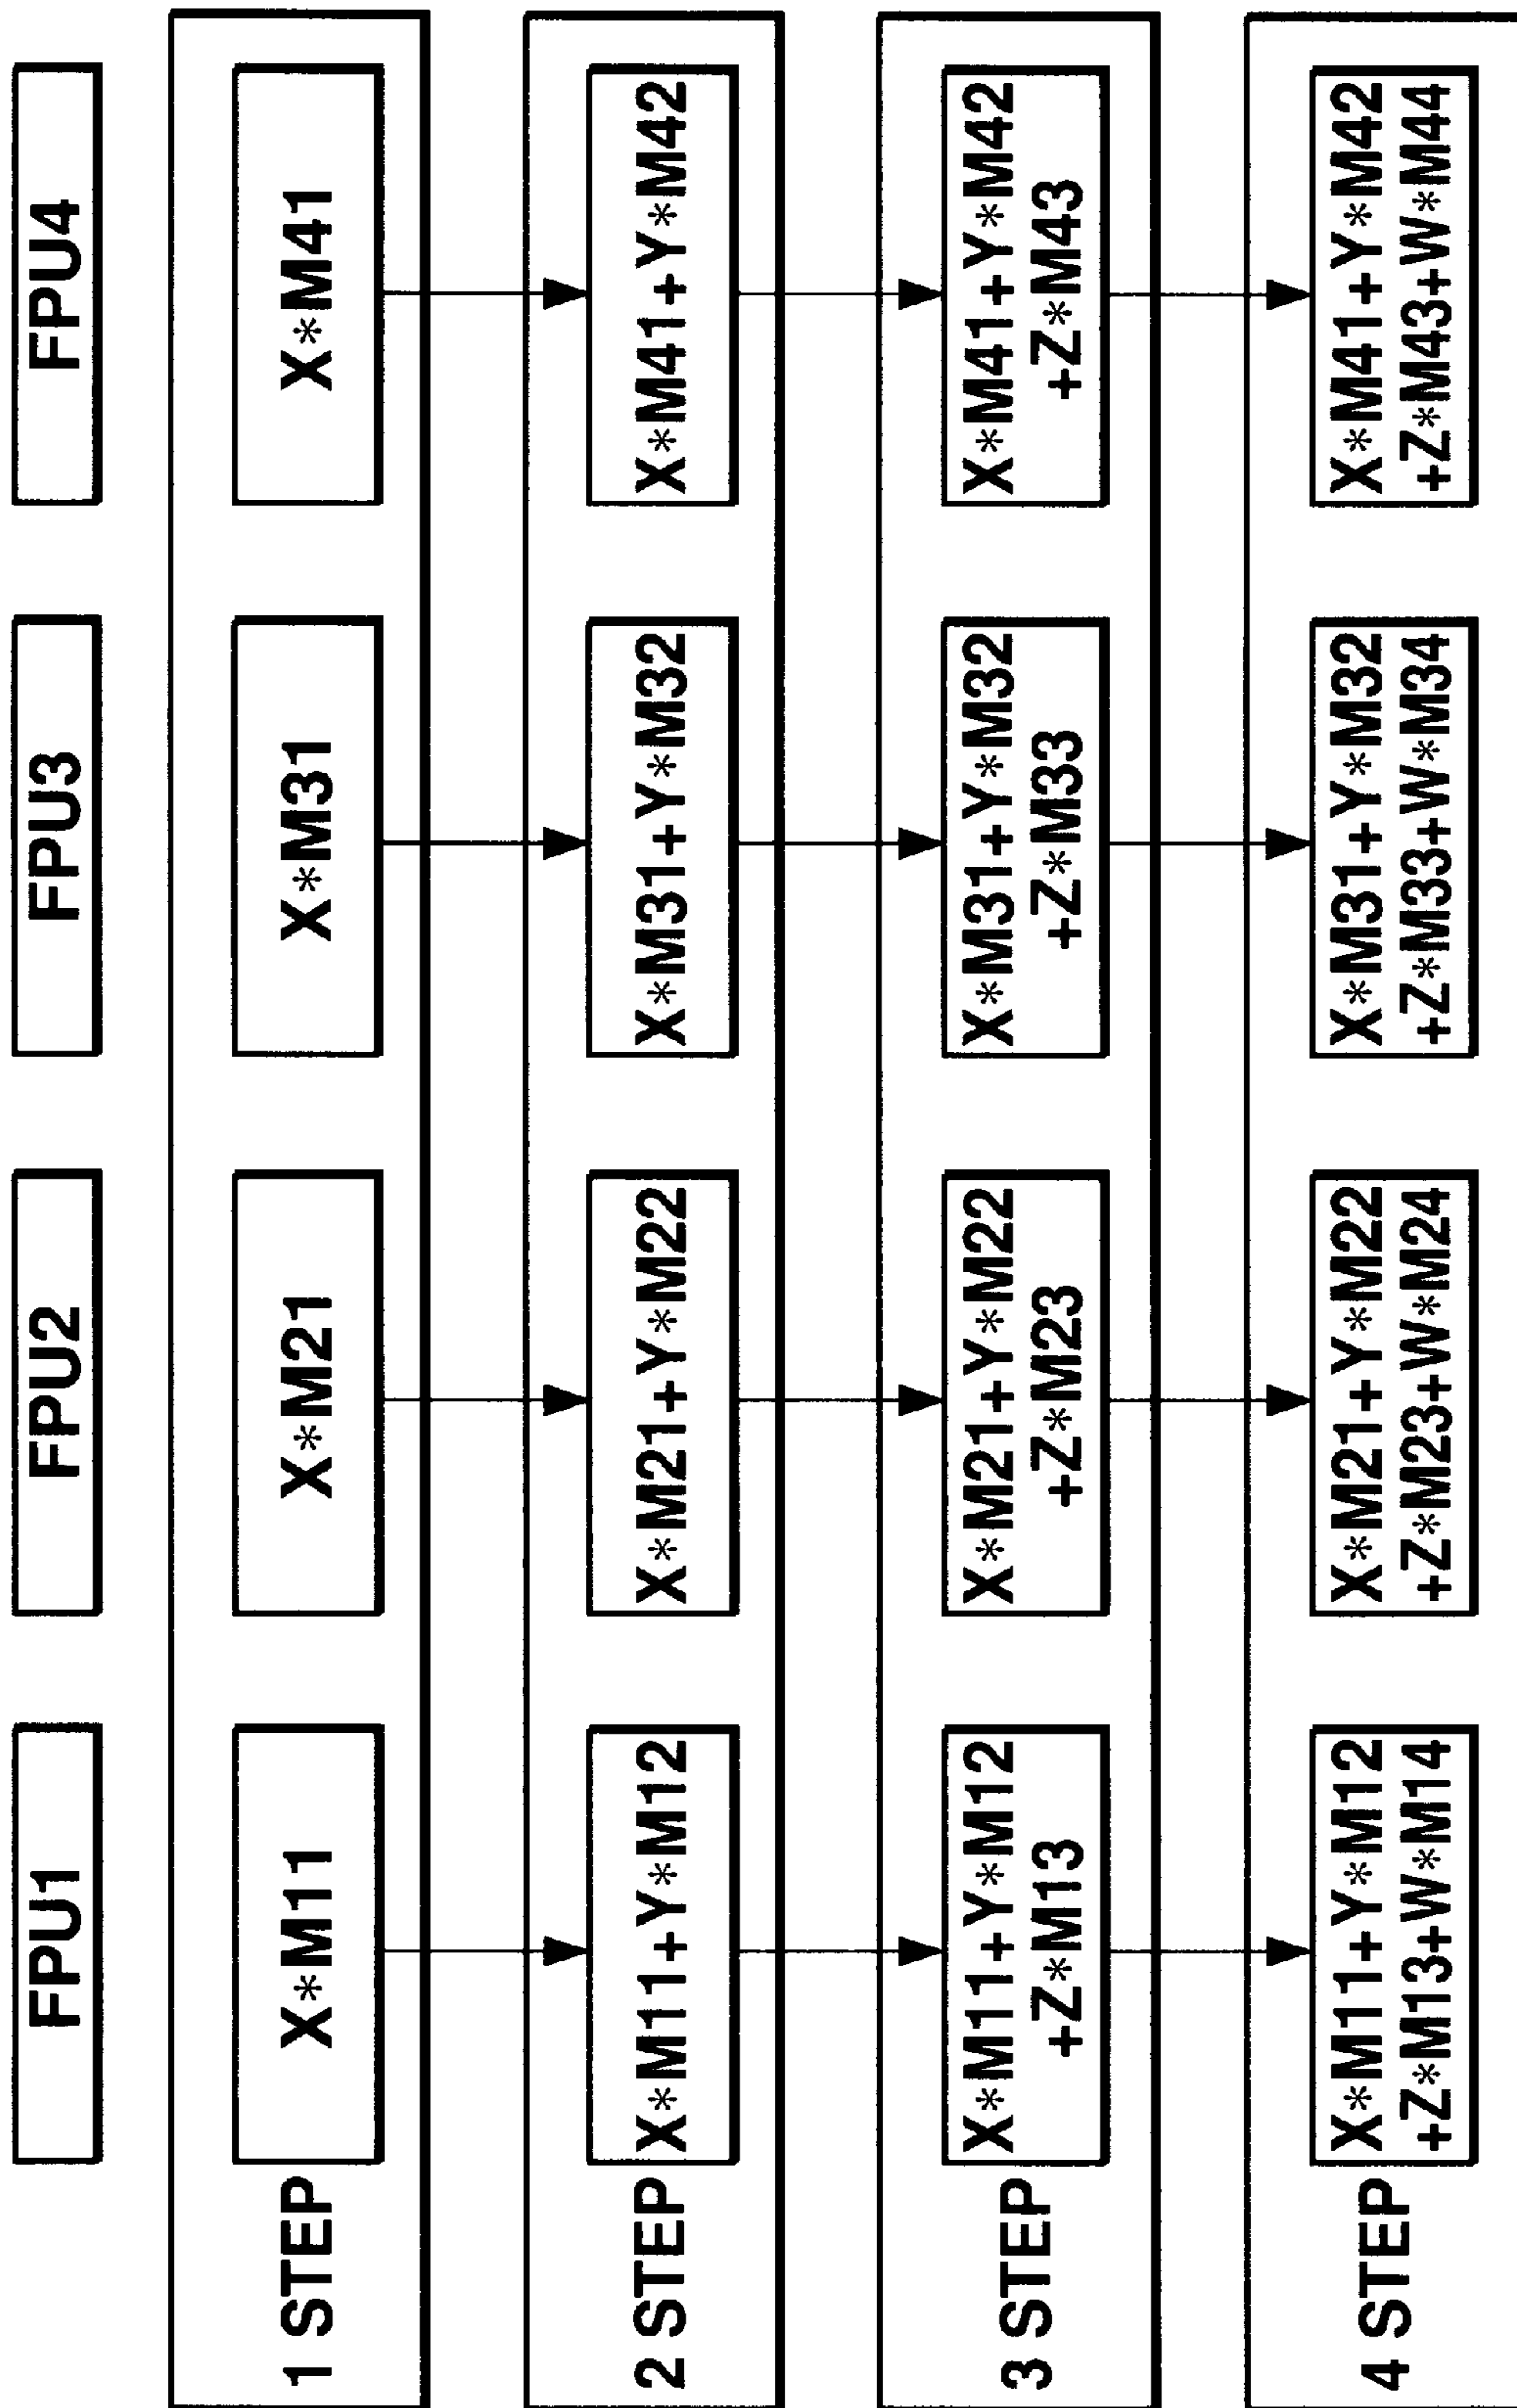 FPU1
FPU2
FPU3
FPU4
1 STEP
X*M11
X*M21
X*M31
X*M41
2 STEP
X*M11+Y*M12
X*M21+Y*M22
X*M31+Y*M32
X*M41+Y*M42
3 STEP
X*M11+Y*M12
+Z*M13
X*M21+Y*M22
+Z*M23
X*M31+Y*M32
+Z*M33
X*M41+Y*M42
+Z*M43
4 STEP
X*M11+Y*M12
+Z*M13+W*M14
X*M21+Y*M22
+Z*M23+W*M24
X*M31+Y*M32
+Z*M33+W*M34
X*M41+Y*M42
+Z*M43+W*M44